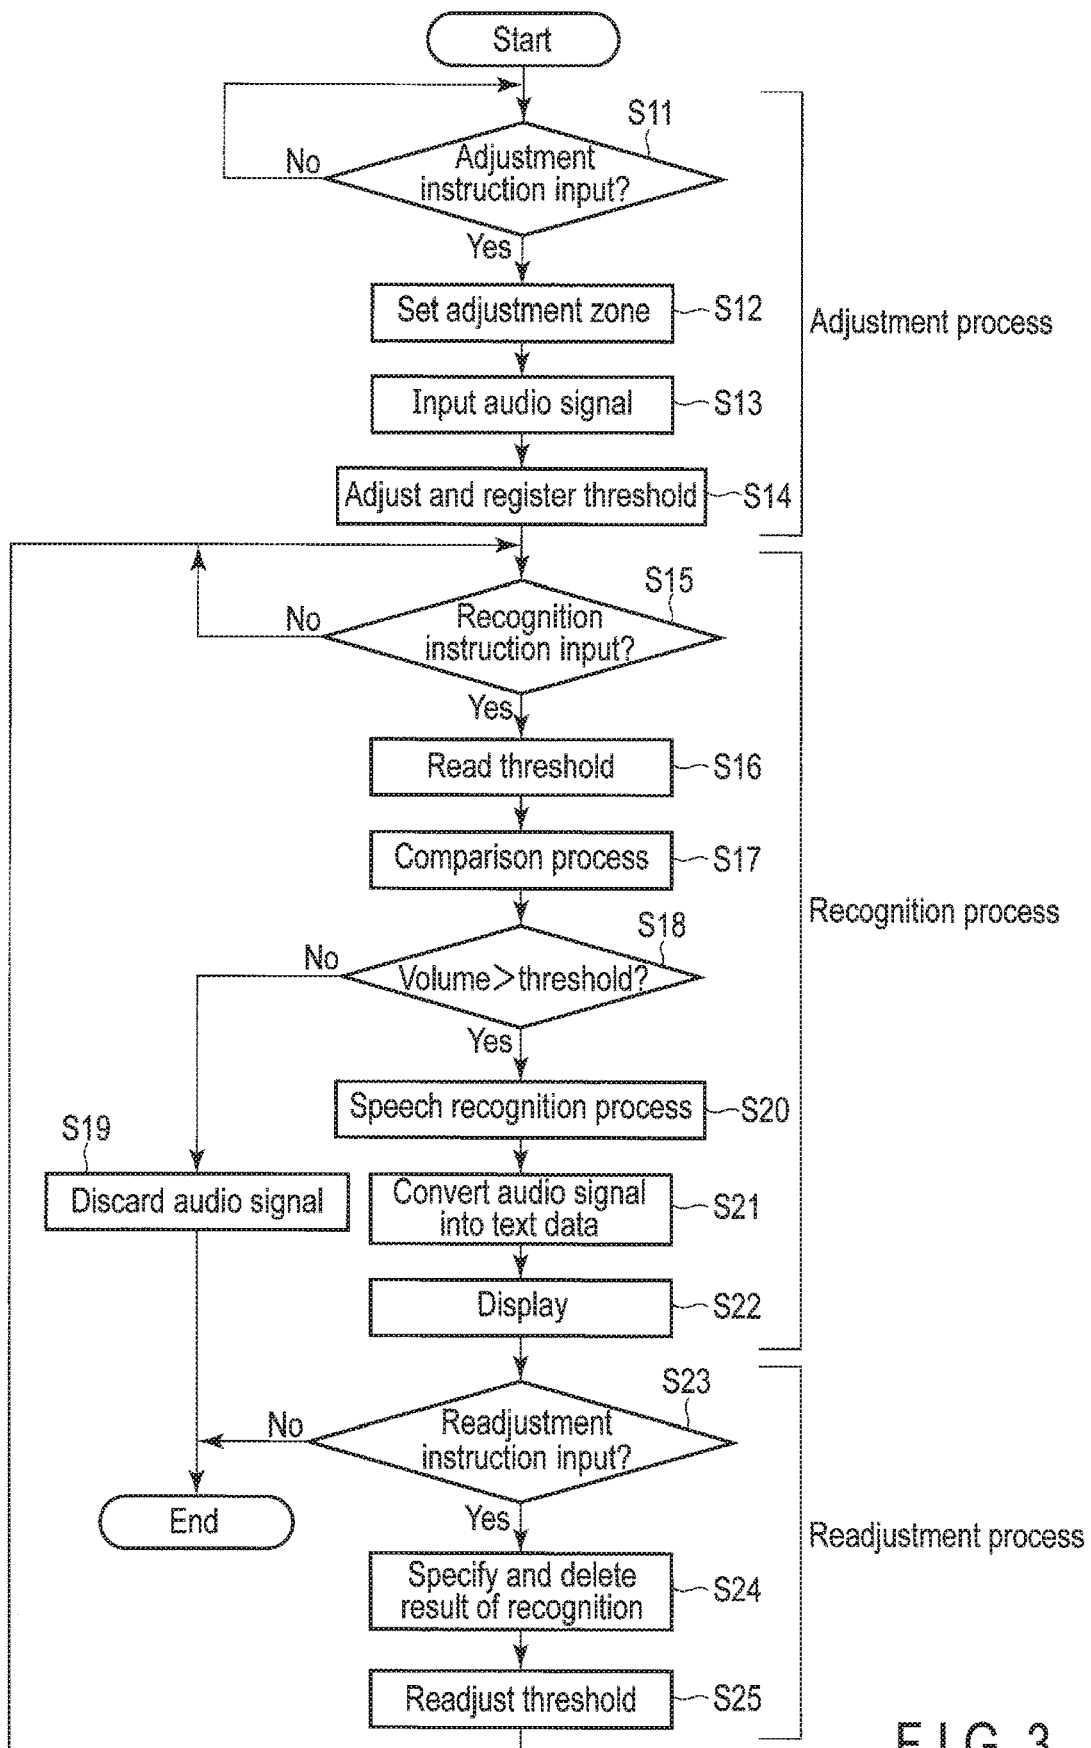 Start
S11
No
Adjustment
instruction input?
Yes
Set adjustment zone
S12
Adjustment process
Input audio signal
S13
Adjust and register threshold
S14
S15
No
Recognition
instruction input?
Yes
Read threshold
S16
Comparison process
S17
Recognition process
S18
No
Volume>threshold?
Yes
Speech recognition process
S20
S19
Discard audio signal
Convert audio signal
into text data
S21
Display
S22
S23
No
Readjustment
instruction input?
Yes
End
Readjustment process
Specify and delete
result of recognition
S24
Readjust threshold
S25
FIG. 3